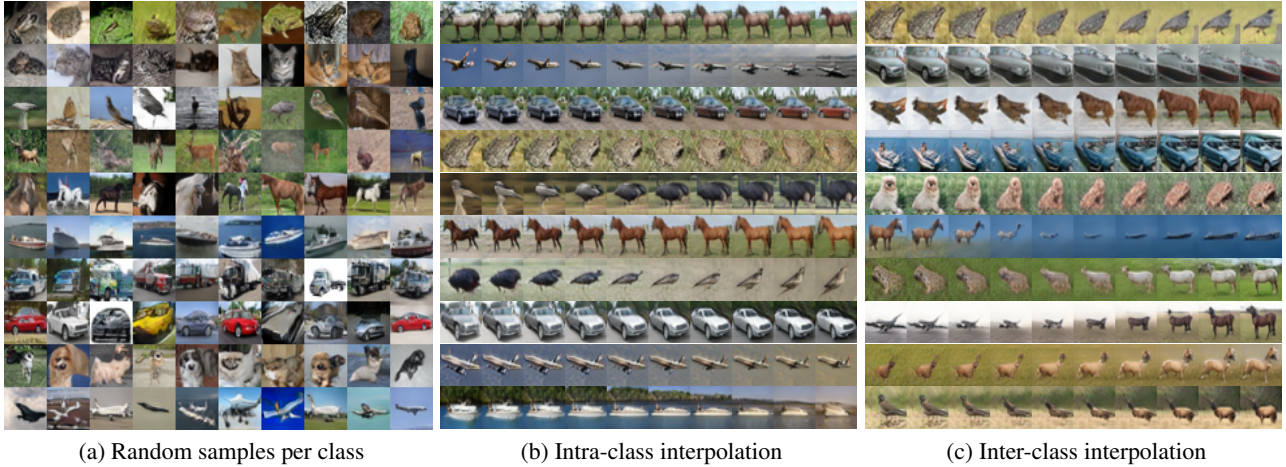 (a) Random samples per class
(b) Intra-class interpolation
(c) Inter-class interpolation